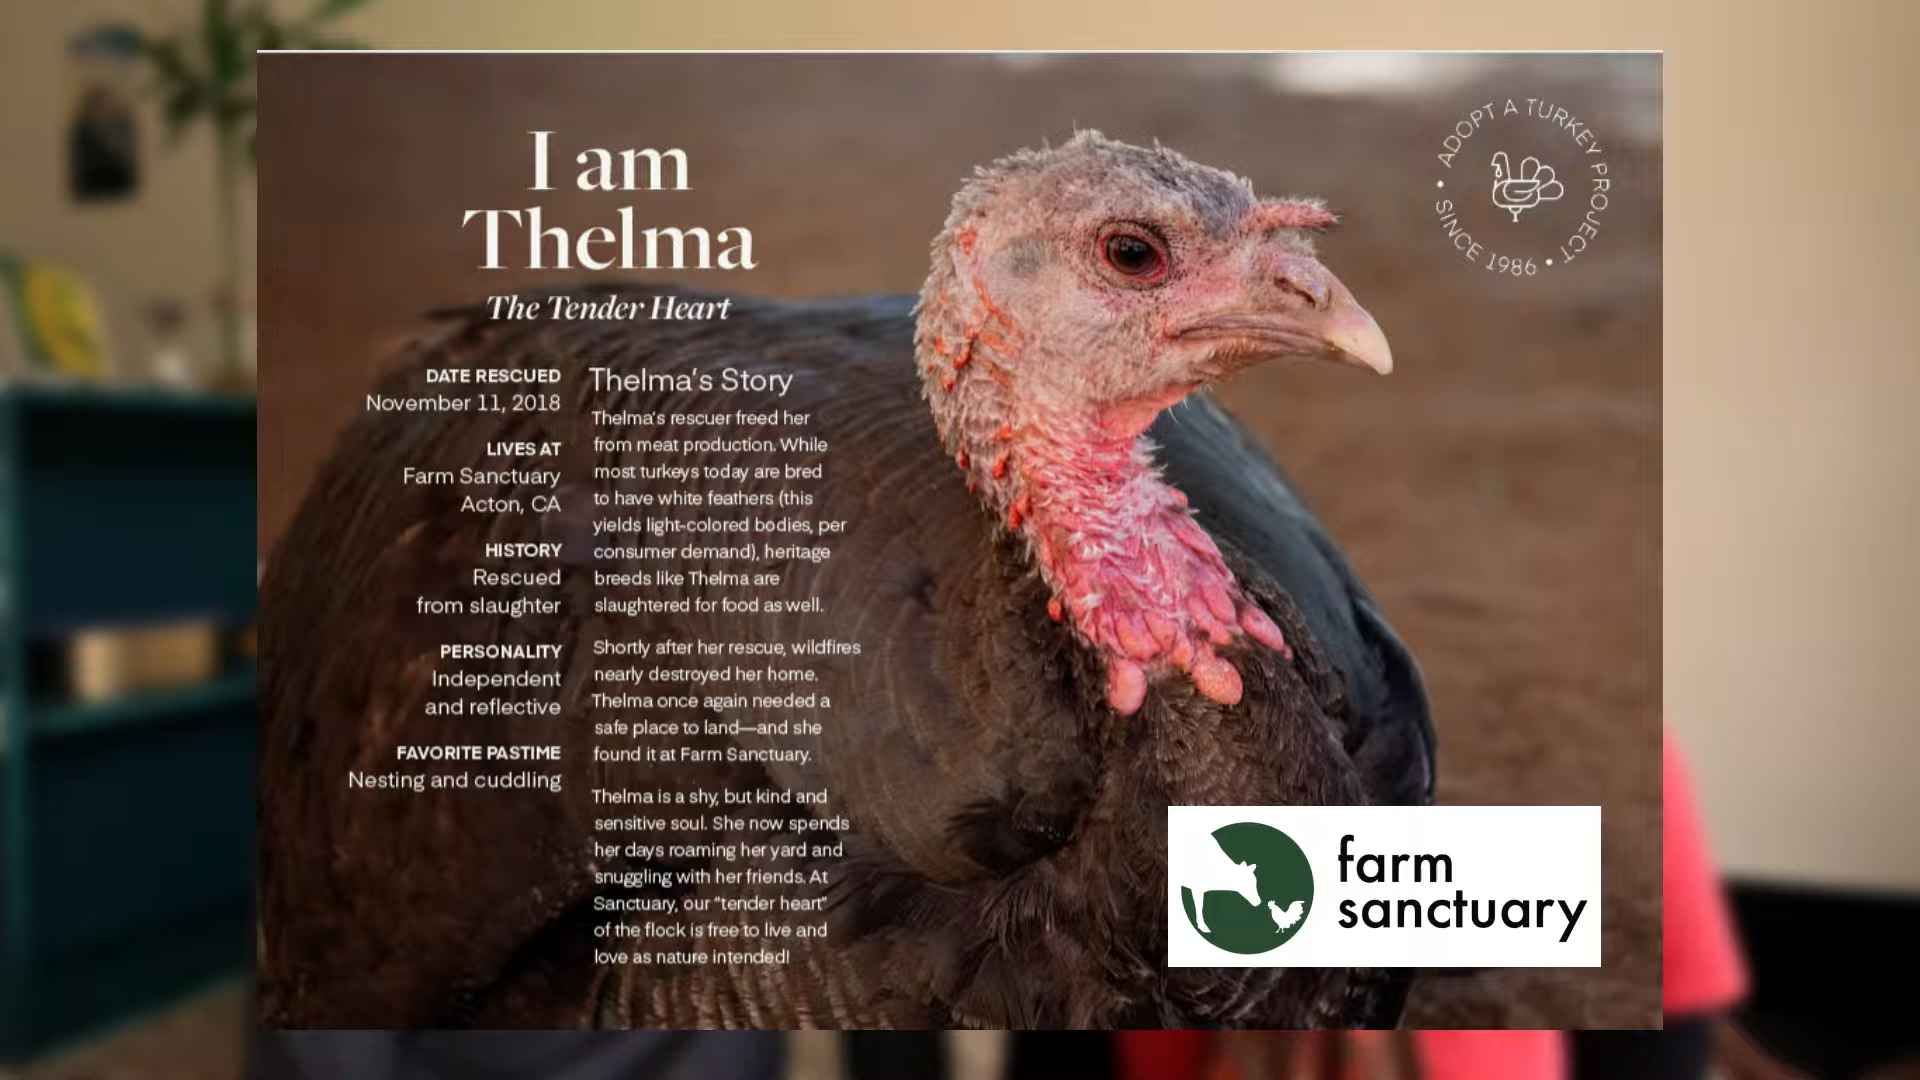 I am
Thelma
The Tender Heart
DATE RESCUED
November 11, 2018
LIVES AT
Farm Sanctuary
Acton, CA
HISTORY
Rescued
from slaughter
PERSONALITY
Independent
and reflective
FAVORITE PASTIME
Nesting and cuddling
Thelma's Story
Thelma's rescuer freed her
from meat production. While
most turkeys today are bred
to have white feathers (this
yields light-colored bodies, per
consumer demand), heritage
breeds like Thelma are
slaughtered for food as well.
Shortly after her rescue, wildfires
nearly destroyed her home.
Thelma once again needed a
safe place to land—and she
found it at Farm Sanctuary.
Thelma is a shy, but kind and
sensitive soul. She now spends
her days roaming her yard and
snuggling with her friends. At
Sanctuary, our "tender heart"
of the flock is free to live and
love as nature intended!
• ADOPT A TURKEY PROJECT •
SINCE 1986
farm
sanctuary